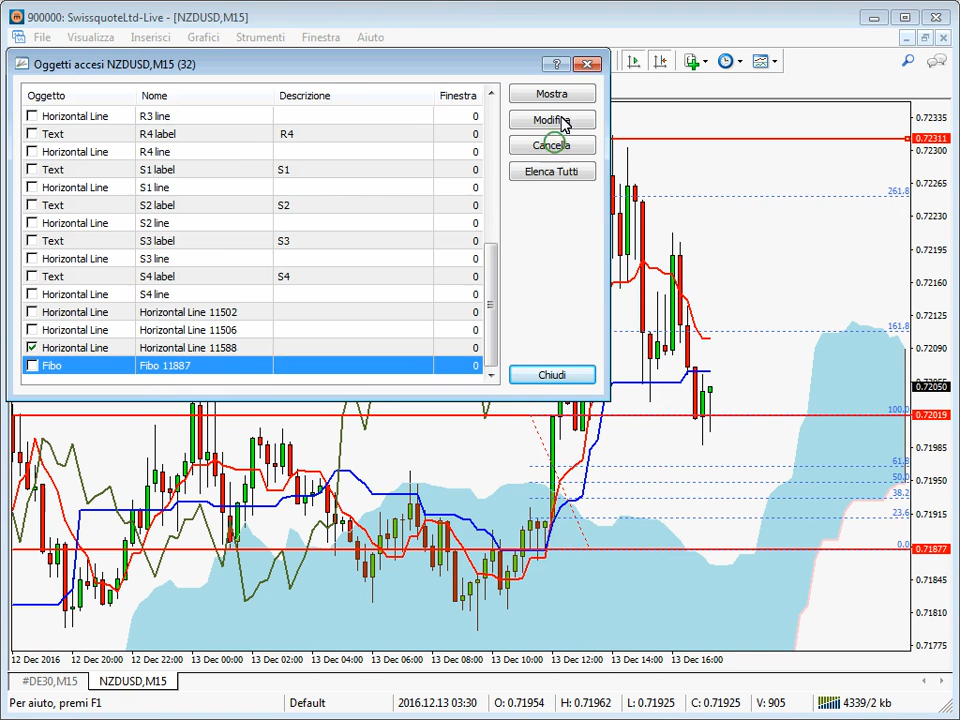 900000: SwissquoteLtd-Live - [NZDUSD,M15]
File Visualizza Inserisci Grafici Strumenti Finestra Aiuto
Oggetti accesi NZDUSD,M15 (32)
Oggetto Nome Descrizione Finestra
Horizontal Line R3 line 0
Text R4 label R4 0
Horizontal Line R4 line 0
Text S1 label S1 0
Horizontal Line S1 line 0
Text S2 label S2 0
Horizontal Line S2 line 0
Text S3 label S3 0
Horizontal Line S3 line 0
Text S4 label S4 0
Horizontal Line S4 line 0
Horizontal Line Horizontal Line 11502 0
Horizontal Line Horizontal Line 11506 0
Horizontal Line Horizontal Line 11588 0
Fibo Fibo 11887 0
Mostra
Modifica
Cancella
Elenca Tutti
Chiudi
0.72335
0.72311
0.72300
261.8
0.72265
0.72230
0.72195
0.72160
0.72125
161.8
0.72090
0.72050
100.0
0.72019
0.71985
61.8
0.71950
50.0
38.2
0.71915
23.6
0.0
0.71877
0.71845
0.71810
0.71775
12 Dec 2016 12 Dec 20:00 12 Dec 22:00 13 Dec 00:00 13 Dec 02:00 13 Dec 04:00 13 Dec 06:00 13 Dec 08:00 13 Dec 10:00 13 Dec 12:00 13 Dec 14:00 13 Dec 16:00
#DE30,M15 NZDUSD,M15
Per aiuto, premi F1 Default 2016.12.13 03:30 O: 0.71954 H: 0.71962 L: 0.71925 C: 0.71925 V: 905 4339/2 kb